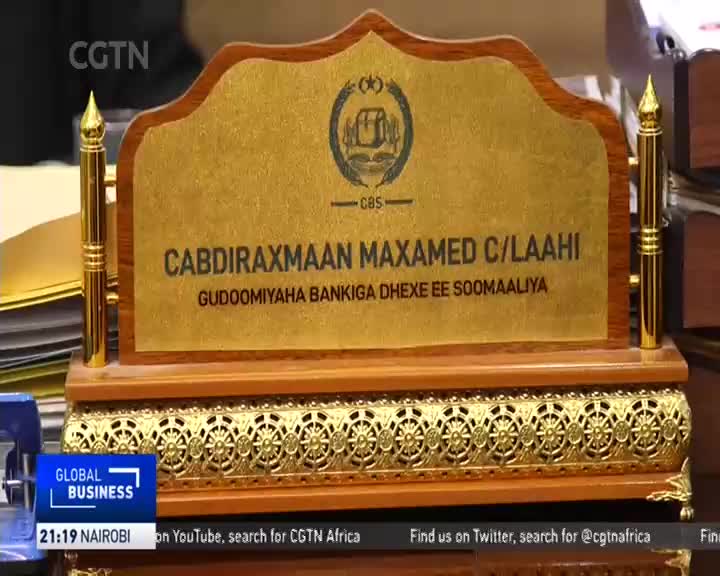 CGTN
CBS
CABDIRAXMAAN MAXAMED C/LAAHI
GUDOOMIYAHA BANKIGA DHEXE EE SOOMAALIYA
GLOBAL
BUSINESS
21:19 NAIROBI
on YouTube, search for CGTN Africa Find us on Twitter, search for @cgtnafrica Fin